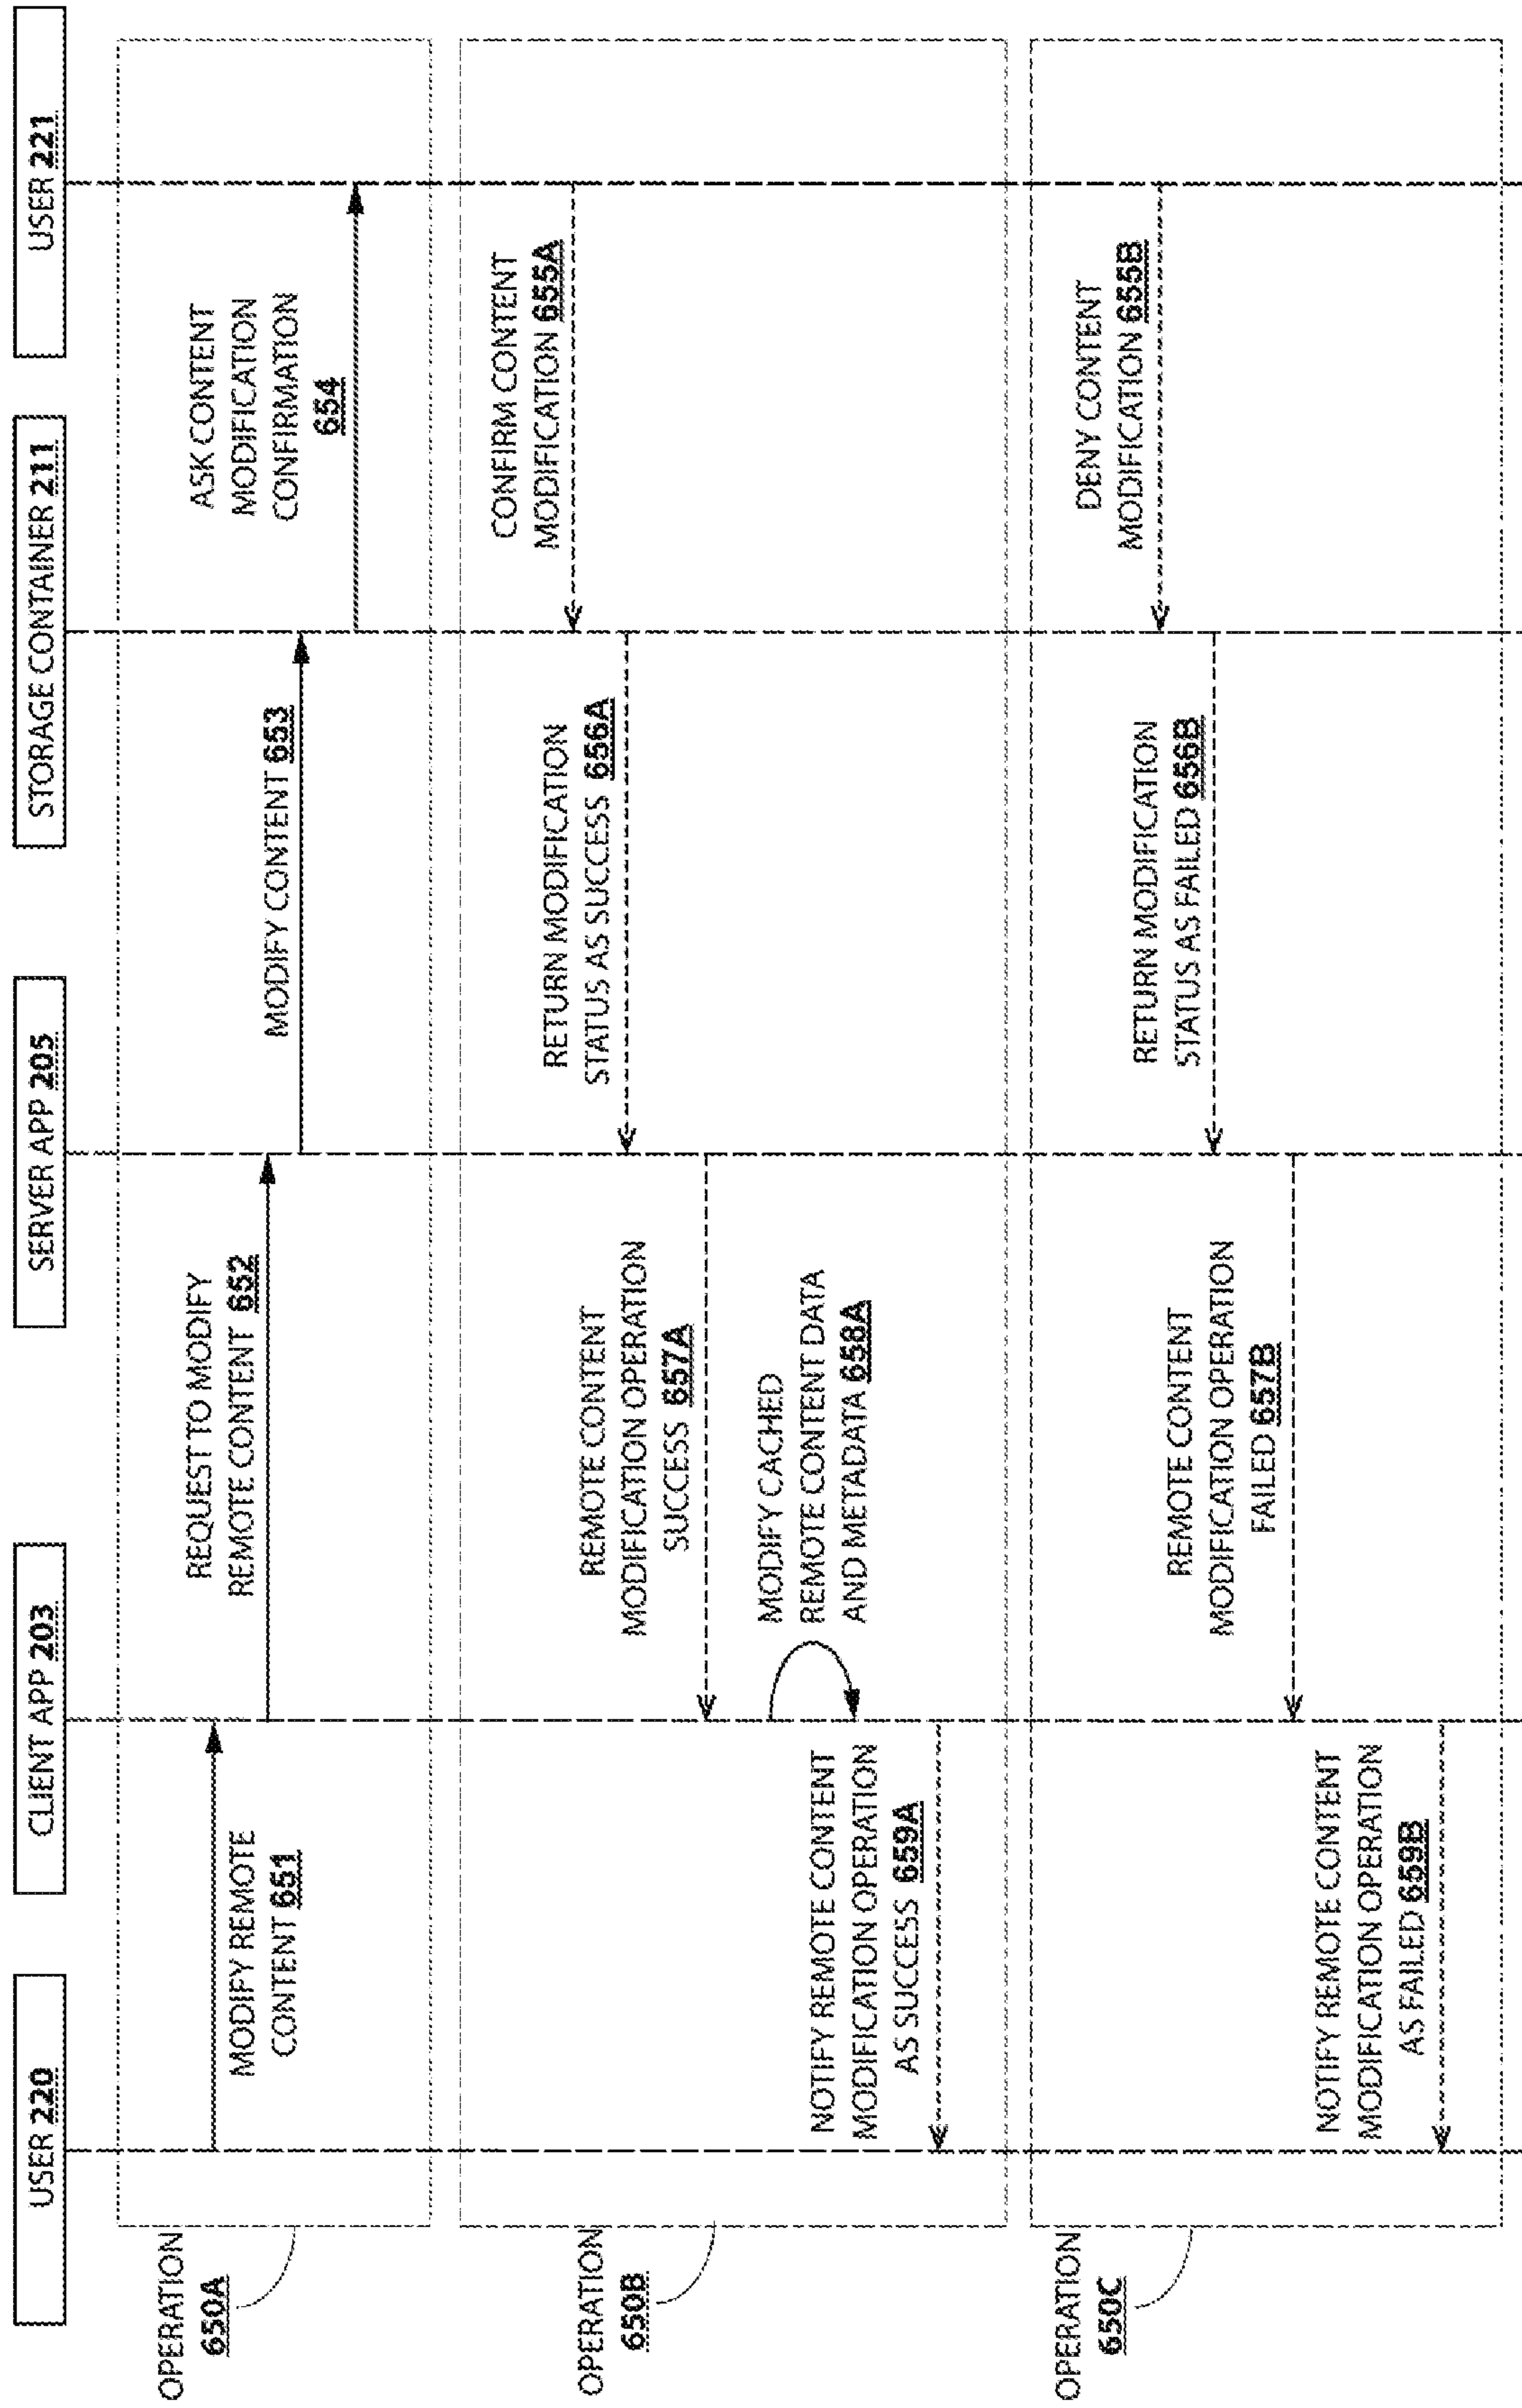 USER 220
CLIENT APP 203
SERVER APP 205
STORAGE CONTAINER 211
USER 221
OPERATION
650A
MODIFY REMOTE
CONTENT 651
REQUEST TO MODIFY
REMOTE CONTENT 652
MODIFY CONTENT 653
ASK CONTENT
MODIFICATION
CONFIRMATION
654
OPERATION
650B
CONFIRM CONTENT
MODIFICATION 655A
RETURN MODIFICATION
STATUS AS SUCCESS 656A
REMOTE CONTENT
MODIFICATION OPERATION
SUCCESS 657A
MODIFY CACHED
REMOTE CONTENT DATA
AND METADATA 658A
NOTIFY REMOTE CONTENT
MODIFICATION OPERATION
AS SUCCESS 659A
OPERATION
650C
DENY CONTENT
MODIFICATION 655B
RETURN MODIFICATION
STATUS AS FAILED 656B
REMOTE CONTENT
MODIFICATION OPERATION
FAILED 657B
NOTIFY REMOTE CONTENT
MODIFICATION OPERATION
AS FAILED 659B